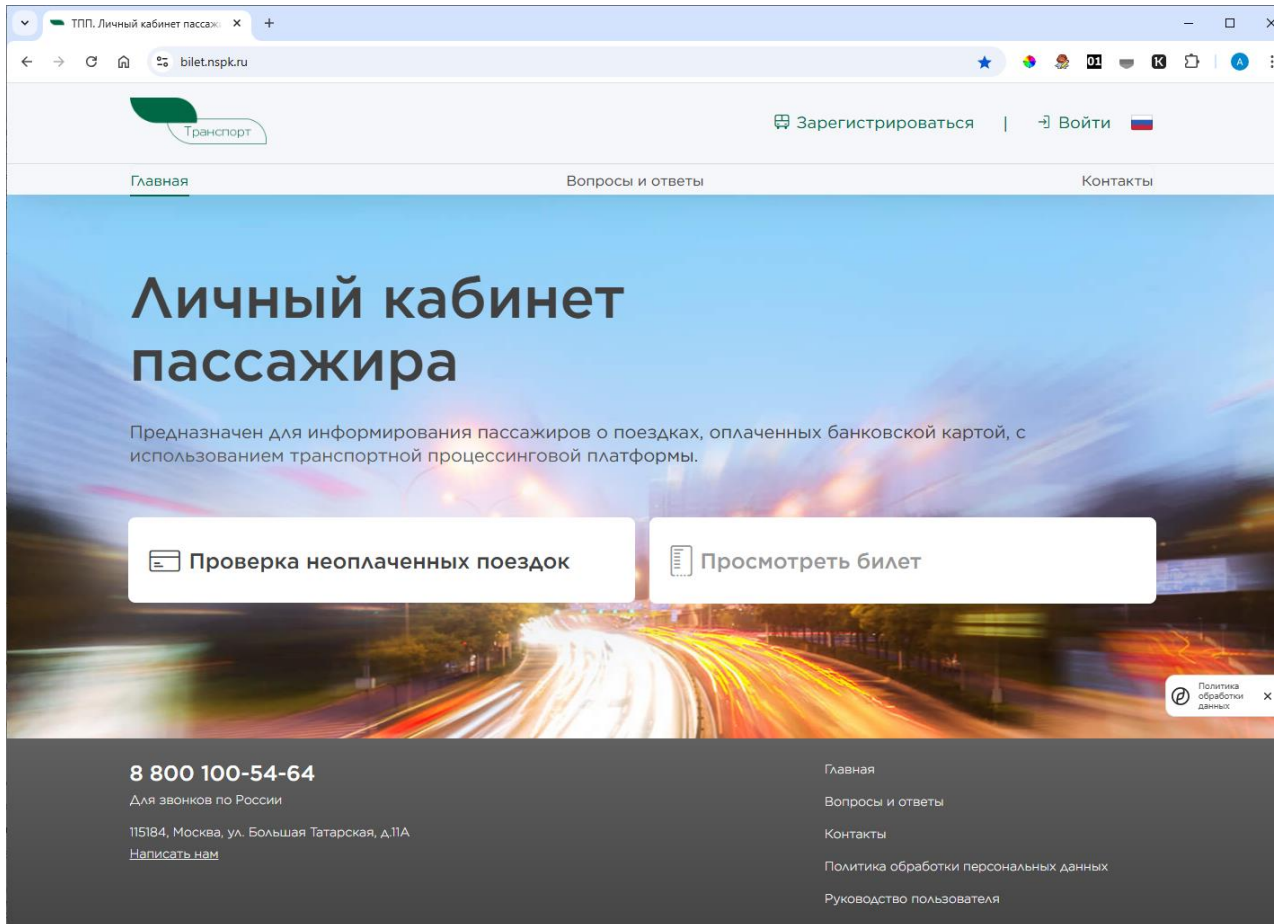 ТПП. Личный кабинет пассаж
bilet.nspk.ru
01
K
A
Транспорт
Зарегистрироваться | Войти
Главная
Вопросы и ответы
Контакты
Личный кабинет
пассажира
Предназначен для информирования пассажиров о поездках, оплаченных банковской картой, с
использованием транспортной процессинговой платформы.
Проверка неоплаченных поездок
Просмотреть билет
Политика
обработки
данных
8 800 100-54-64
Для звонков по России
115184, Москва, ул. Большая Татарская, д.11А
Написать нам
Главная
Вопросы и ответы
Контакты
Политика обработки персональных данных
Руководство пользователя